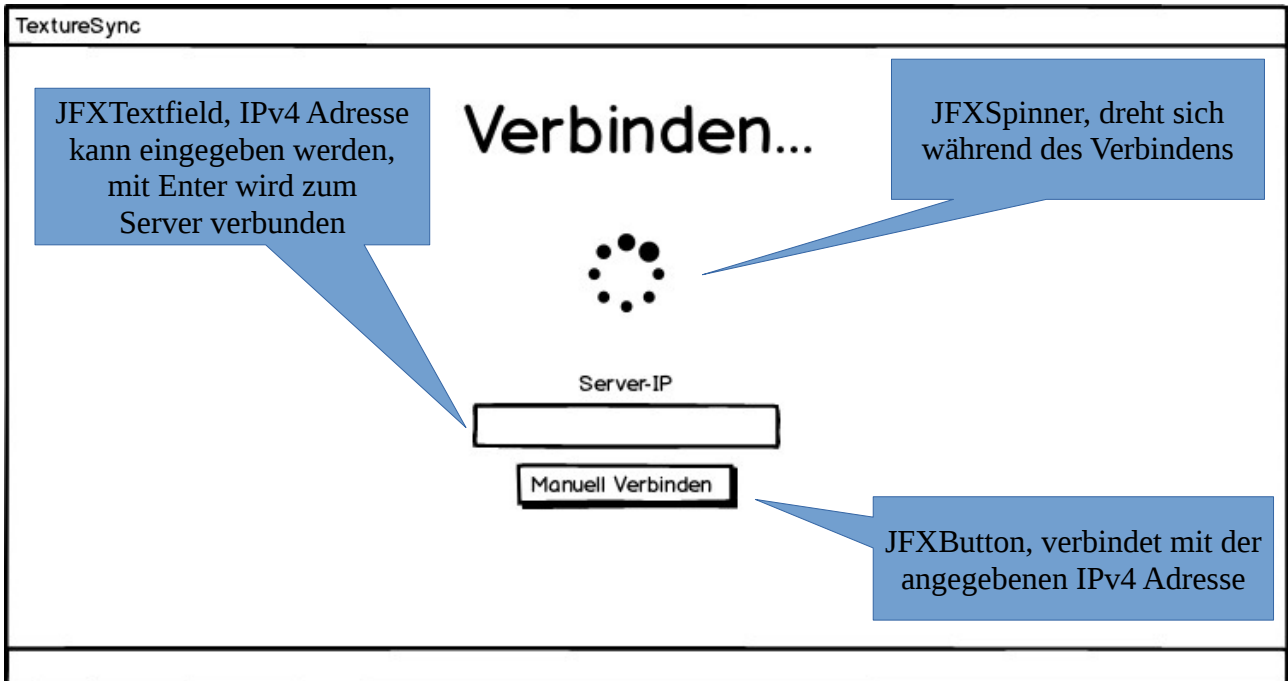 TextureSync
JFXTextfield, IPv4 Adresse
kann eingegeben werden,
mit Enter wird zum
Server verbunden
Verbinden...
JFXSpinner, dreht sich
während des Verbindens
Server-IP
Manuell Verbinden
JFXButton, verbindet mit der
angegebenen IPv4 Adresse